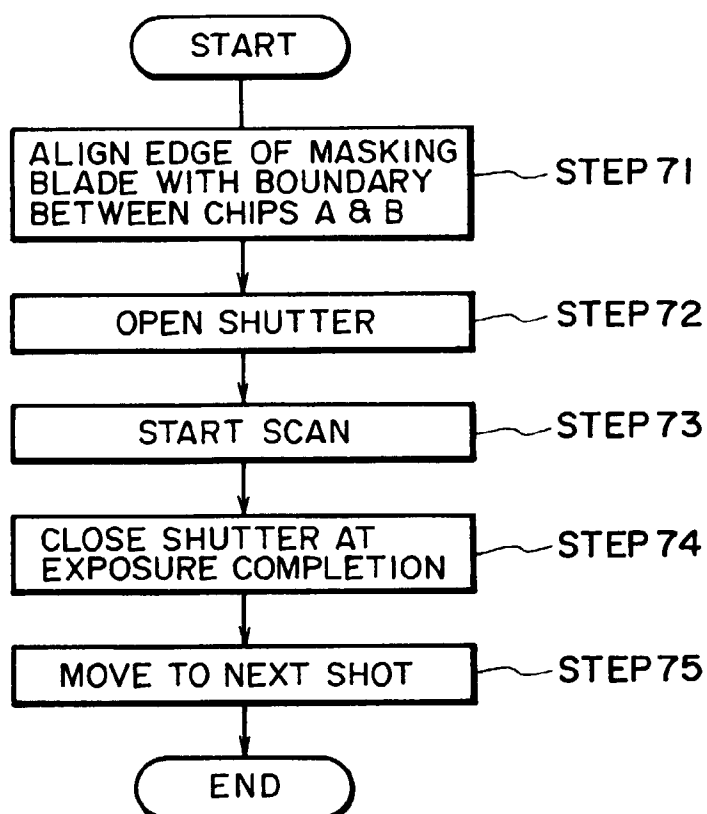 START
ALIGN EDGE OF MASKING
BLADE WITH BOUNDARY
BETWEEN CHIPS A & B
STEP 71
OPEN SHUTTER
STEP 72
START SCAN
STEP 73
CLOSE SHUTTER AT
EXPOSURE COMPLETION
STEP 74
MOVE TO NEXT SHOT
STEP 75
END